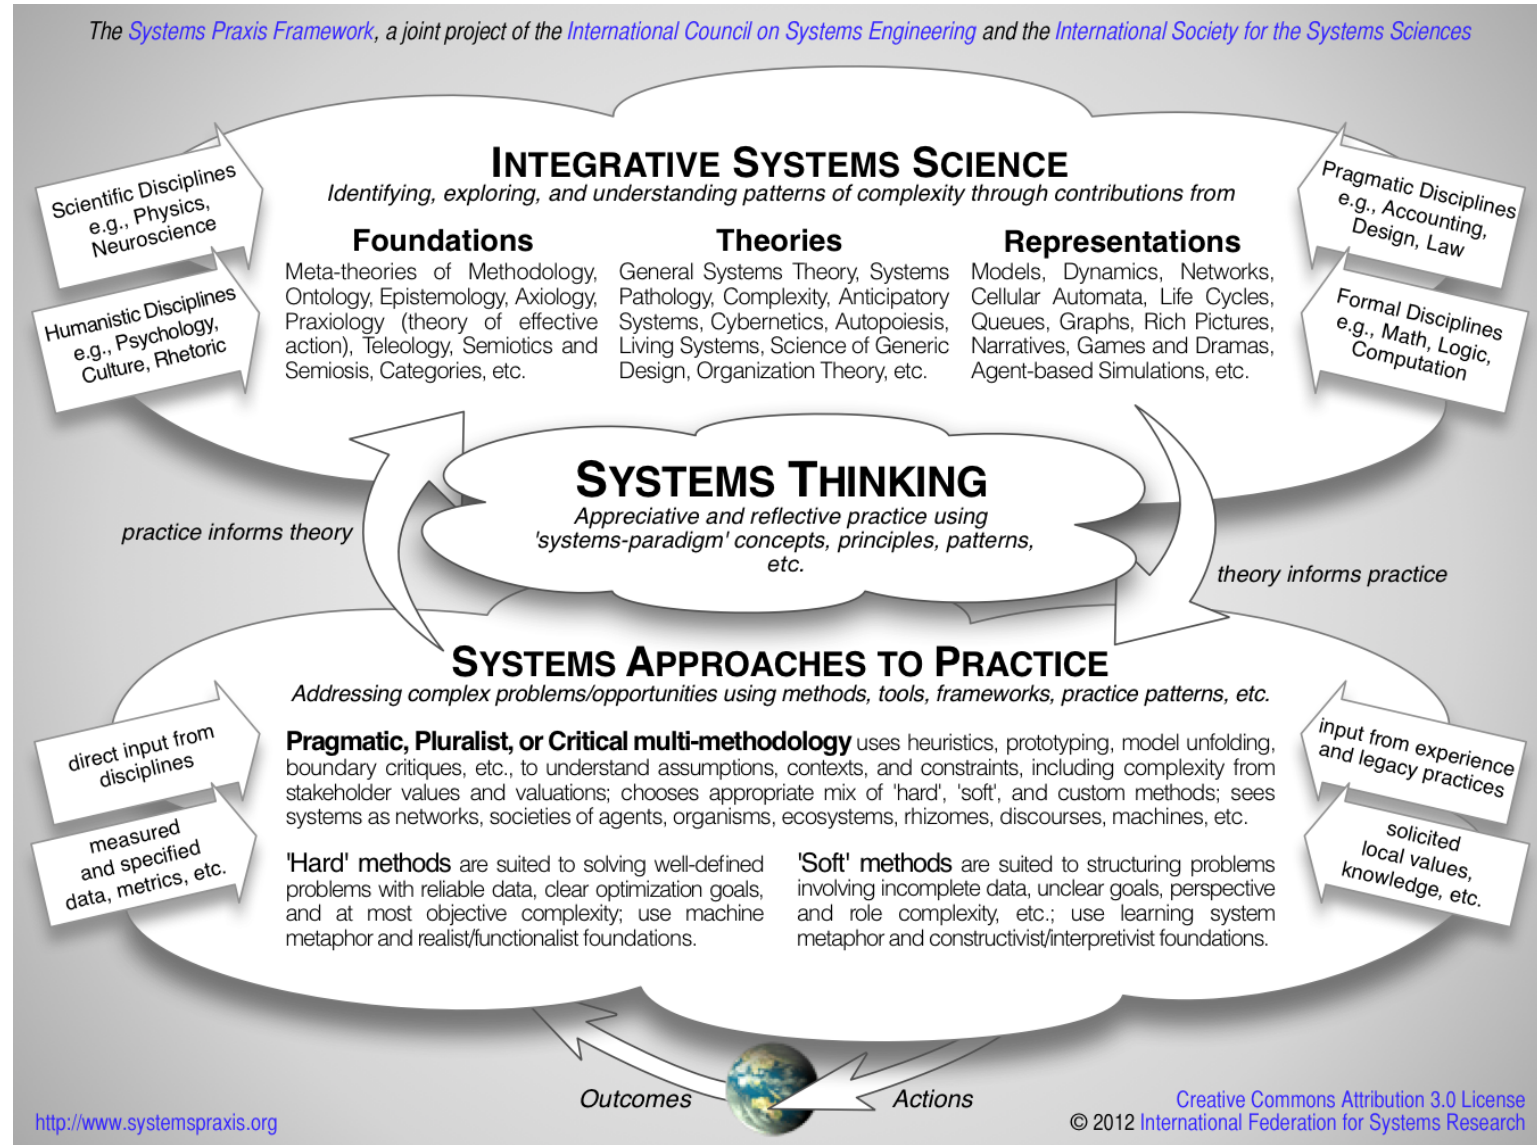 The Systems Praxis Framework, a joint project of the International Council on Systems Engineering and the International Society for the Systems Sciences
INTEGRATIVE SYSTEMS SCIENCE
Identifying, exploring, and understanding patterns of complexity through contributions from
Scientific Disciplines
e.g., Physics,
Neuroscience
Humanistic Disciplines
e.g., Psychology,
Culture, Rhetoric
Foundations
Meta-theories of Methodology,
Ontology, Epistemology, Axiology,
Praxiology (theory of effective
action), Teleology, Semiotics and
Semiosis, Categories, etc.
Theories
General Systems Theory, Systems
Pathology, Complexity, Anticipatory
Systems, Cybernetics, Autopoiesis,
Living Systems, Science of Generic
Design, Organization Theory, etc.
Representations
Models, Dynamics, Networks,
Cellular Automata, Life Cycles,
Queues, Graphs, Rich Pictures,
Narratives, Games and Dramas,
Agent-based Simulations, etc.
Pragmatic Disciplines
e.g., Accounting,
Design, Law
Formal Disciplines
e.g., Math, Logic,
Computation
SYSTEMS THINKING
Appreciative and reflective practice using
'systems-paradigm' concepts, principles, patterns,
etc.
practice informs theory
theory informs practice
SYSTEMS APPROACHES TO PRACTICE
Addressing complex problems/opportunities using methods, tools, frameworks, practice patterns, etc.
direct input from
disciplines
measured
and specified
data, metrics, etc.
Pragmatic, Pluralist, or Critical multi-methodology uses heuristics, prototyping, model unfolding,
boundary critiques, etc., to understand assumptions, contexts, and constraints, including complexity from
stakeholder values and valuations; chooses appropriate mix of 'hard', 'soft', and custom methods; sees
systems as networks, societies of agents, organisms, ecosystems, rhizomes, discourses, machines, etc.
'Hard' methods are suited to solving well-defined
problems with reliable data, clear optimization goals,
and at most objective complexity; use machine
metaphor and realist/functionalist foundations.
'Soft' methods are suited to structuring problems
involving incomplete data, unclear goals, perspective
and role complexity, etc.; use learning system
metaphor and constructivist/interpretivist foundations.
input from experience
and legacy practices
solicited
local values,
knowledge, etc.
Outcomes
Actions
http://www.systemspraxis.org
Creative Commons Attribution 3.0 License
© 2012 International Federation for Systems Research